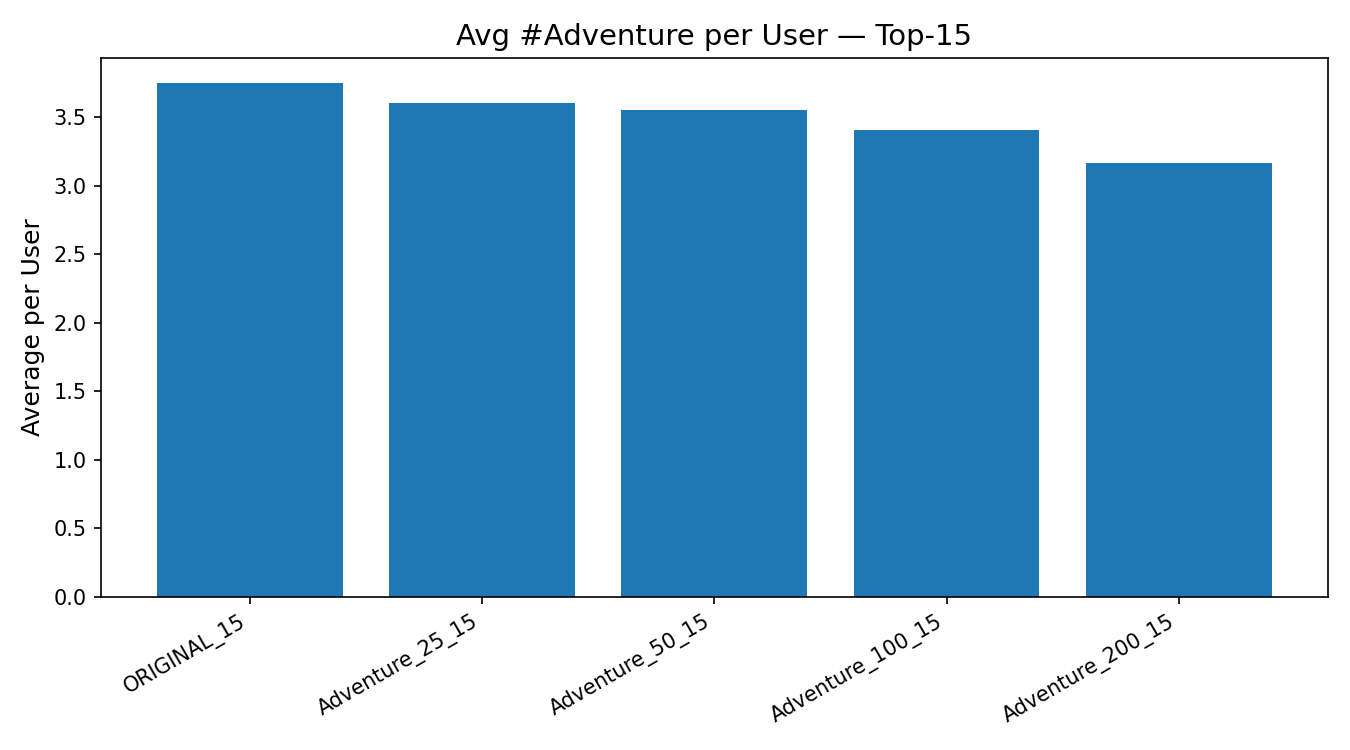 Avg #Adventure per User — Top-15
Average per User
3.5
3.0
2.5
2.0
1.5
1.0
0.5
0.0
ORIGINAL_15
Adventure_25_15
Adventure_50_15
Adventure_100_15
Adventure_200_15